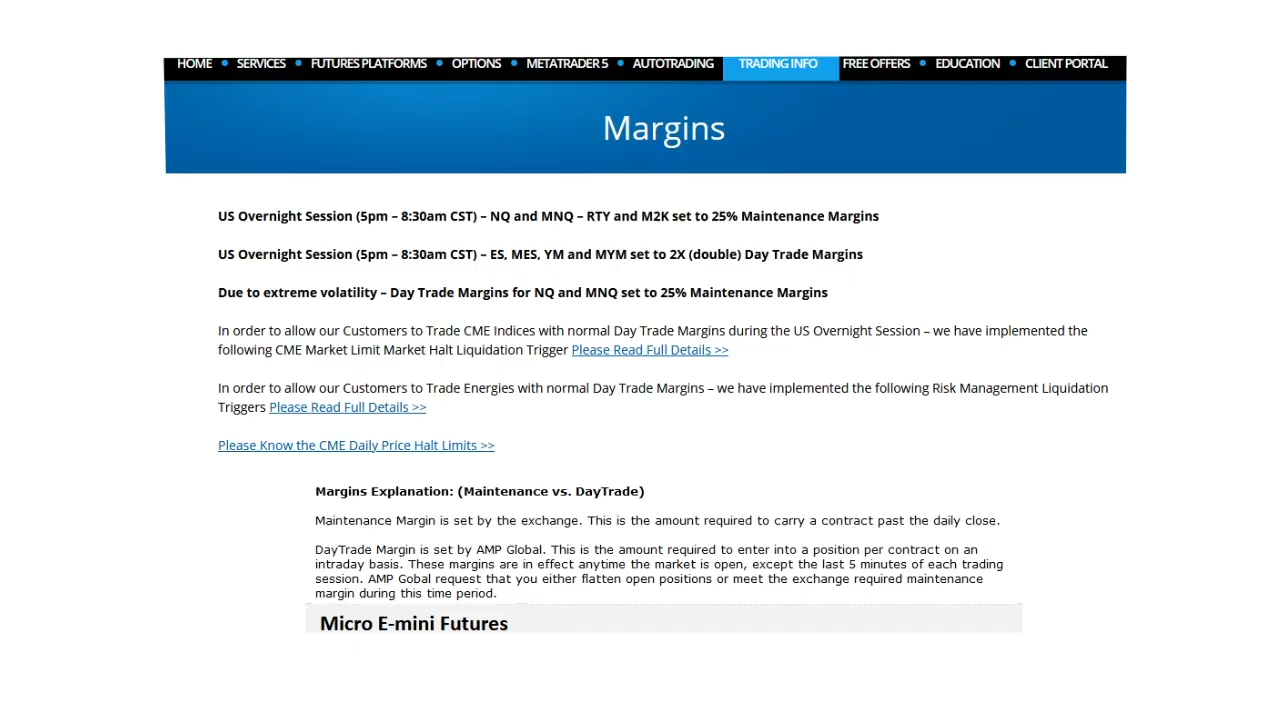 HOME • SERVICES • FUTURES PLATFORMS • OPTIONS • METATRADER 5 • AUTOTRADING TRADING INFO FREE OFFERS • EDUCATION • CLIENT PORTAL
Margins
US Overnight Session (5pm – 8:30am CST) – NQ and MNQ – RTY and M2K set to 25% Maintenance Margins
US Overnight Session (5pm – 8:30am CST) – ES, MES, YM and MYM set to 2X (double) Day Trade Margins
Due to extreme volatility – Day Trade Margins for NQ and MNQ set to 25% Maintenance Margins
In order to allow our Customers to Trade CME Indices with normal Day Trade Margins during the US Overnight Session – we have implemented the
following CME Market Limit Market Halt Liquidation Trigger Please Read Full Details >>
In order to allow our Customers to Trade Energies with normal Day Trade Margins – we have implemented the following Risk Management Liquidation
Triggers Please Read Full Details >>
Please Know the CME Daily Price Halt Limits >>
Margins Explanation: (Maintenance vs. DayTrade)
Maintenance Margin is set by the exchange. This is the amount required to carry a contract past the daily close.
DayTrade Margin is set by AMP Global. This is the amount required to enter into a position per contract on an
intraday basis. These margins are in effect anytime the market is open, except the last 5 minutes of each trading
session. AMP Gobal request that you either flatten open positions or meet the exchange required maintenance
margin during this time period.
Micro E-mini Futures